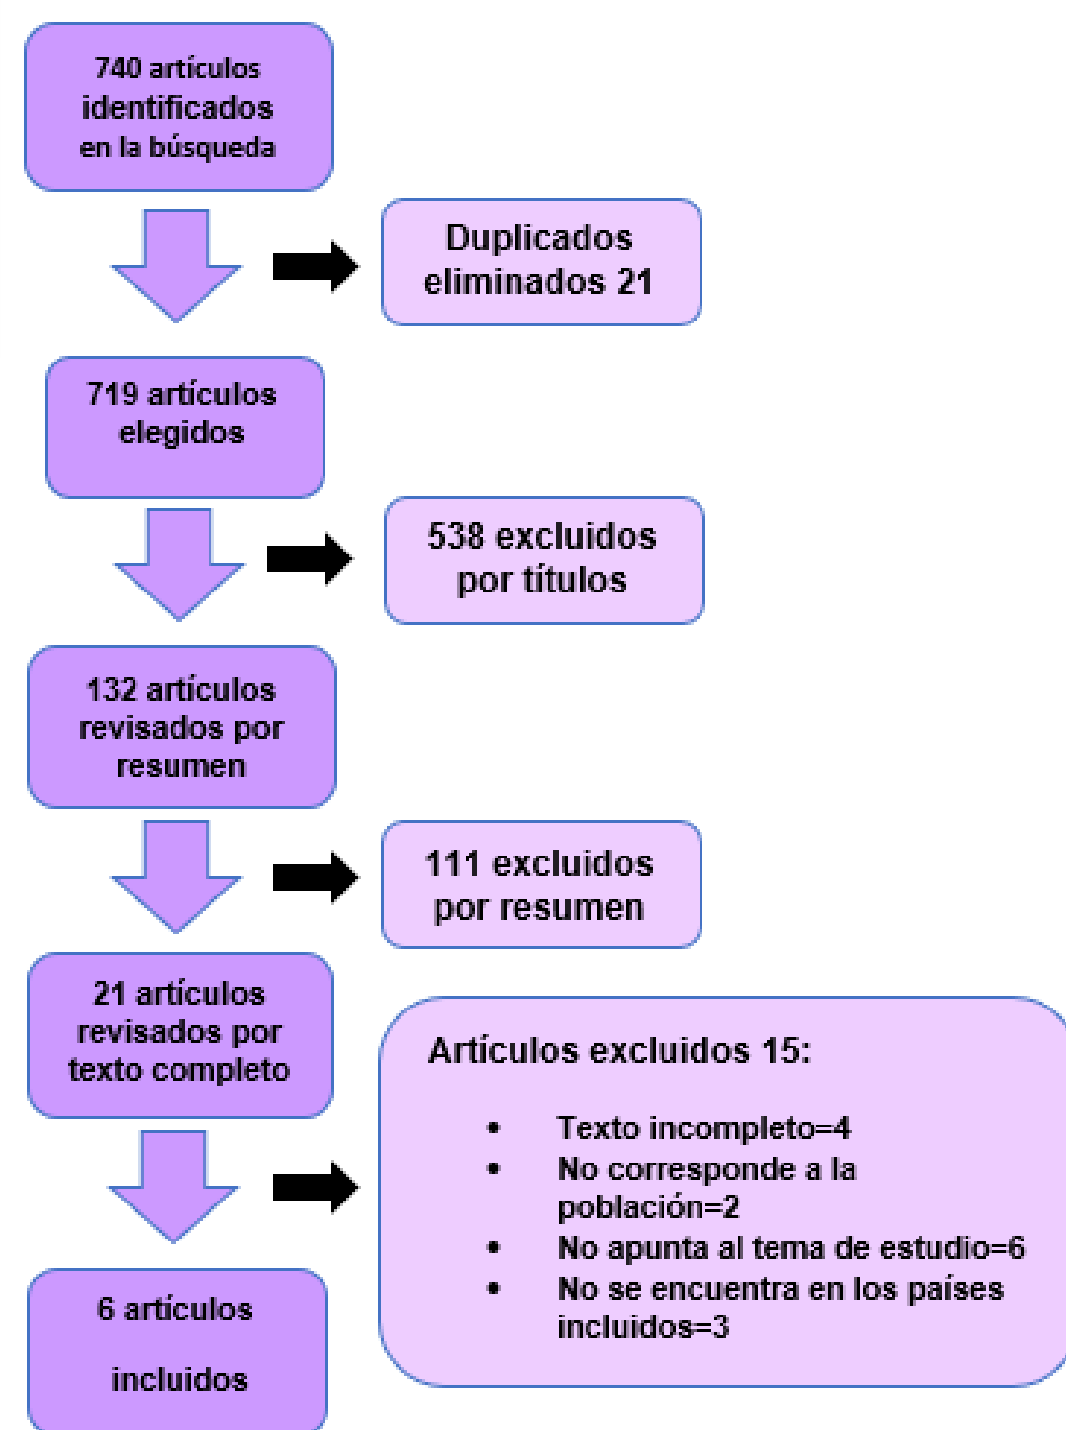 740 artículos
identificados
en la búsqueda
Duplicados
eliminados 21
719 artículos
elegidos
538 excluidos
por títulos
132 artículos
revisados por
resumen
111 excluidos
por resumen
21 artículos
revisados por
texto completo
Artículos excluidos 15:
• Texto incompleto=4
• No corresponde a la
población=2
• No apunta al tema de estudio=6
• No se encuentra en los países
incluidos=3
6 artículos
incluidos